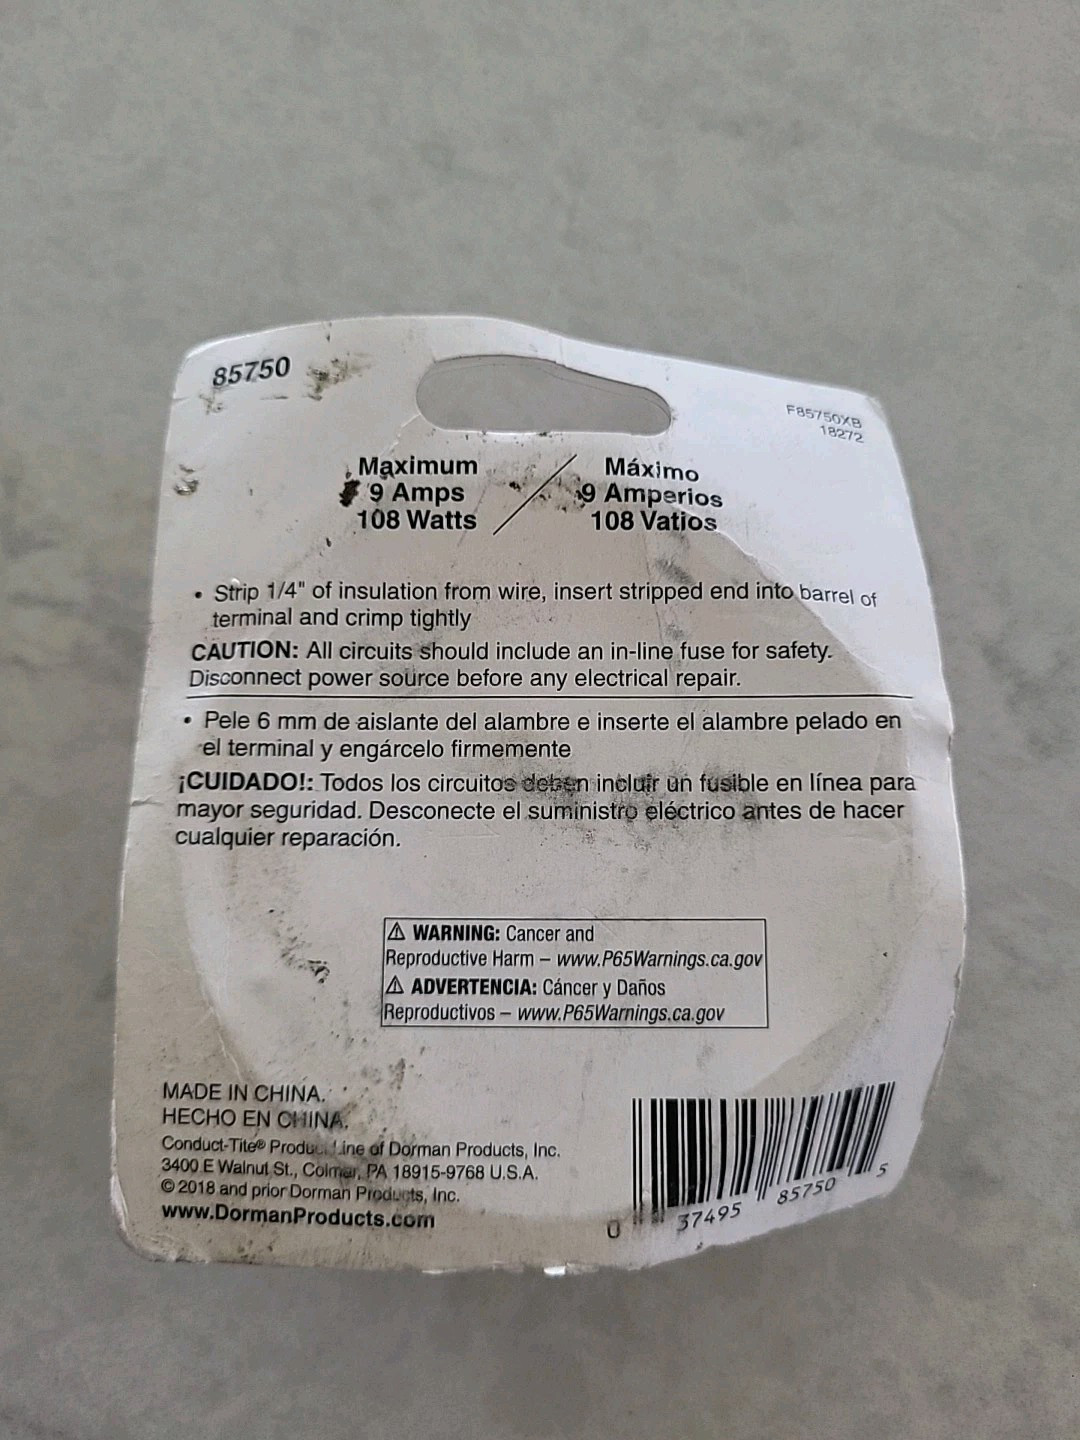 85750
F85750XB
18272
Maximum
9 Amps
108 Watts
Máximo
9 Amperios
108 Vatios
• Strip 1/4" of insulation from wire, insert stripped end into barrel of
terminal and crimp tightly
CAUTION: All circuits should include an in-line fuse for safety.
Disconnect power source before any electrical repair.
• Pele 6 mm de aislante del alambre e inserte el alambre pelado en
el terminal y engárcelo firmemente
¡CUIDADO!: Todos los circuitos deben incluir un fusible en línea para
mayor seguridad. Desconecte el suministro eléctrico antes de hacer
cualquier reparación.
⚠ WARNING: Cancer and
Reproductive Harm – www.P65Warnings.ca.gov
⚠ ADVERTENCIA: Cáncer y Daños
Reproductivos – www.P65Warnings.ca.gov
MADE IN CHINA.
HECHO EN CHINA.
Conduct-Tite® Product Line of Dorman Products, Inc.
3400 E Walnut St., Colmar, PA 18915-9768 U.S.A.
© 2018 and prior Dorman Products, Inc.
www.DormanProducts.com
0 37495 85750 5